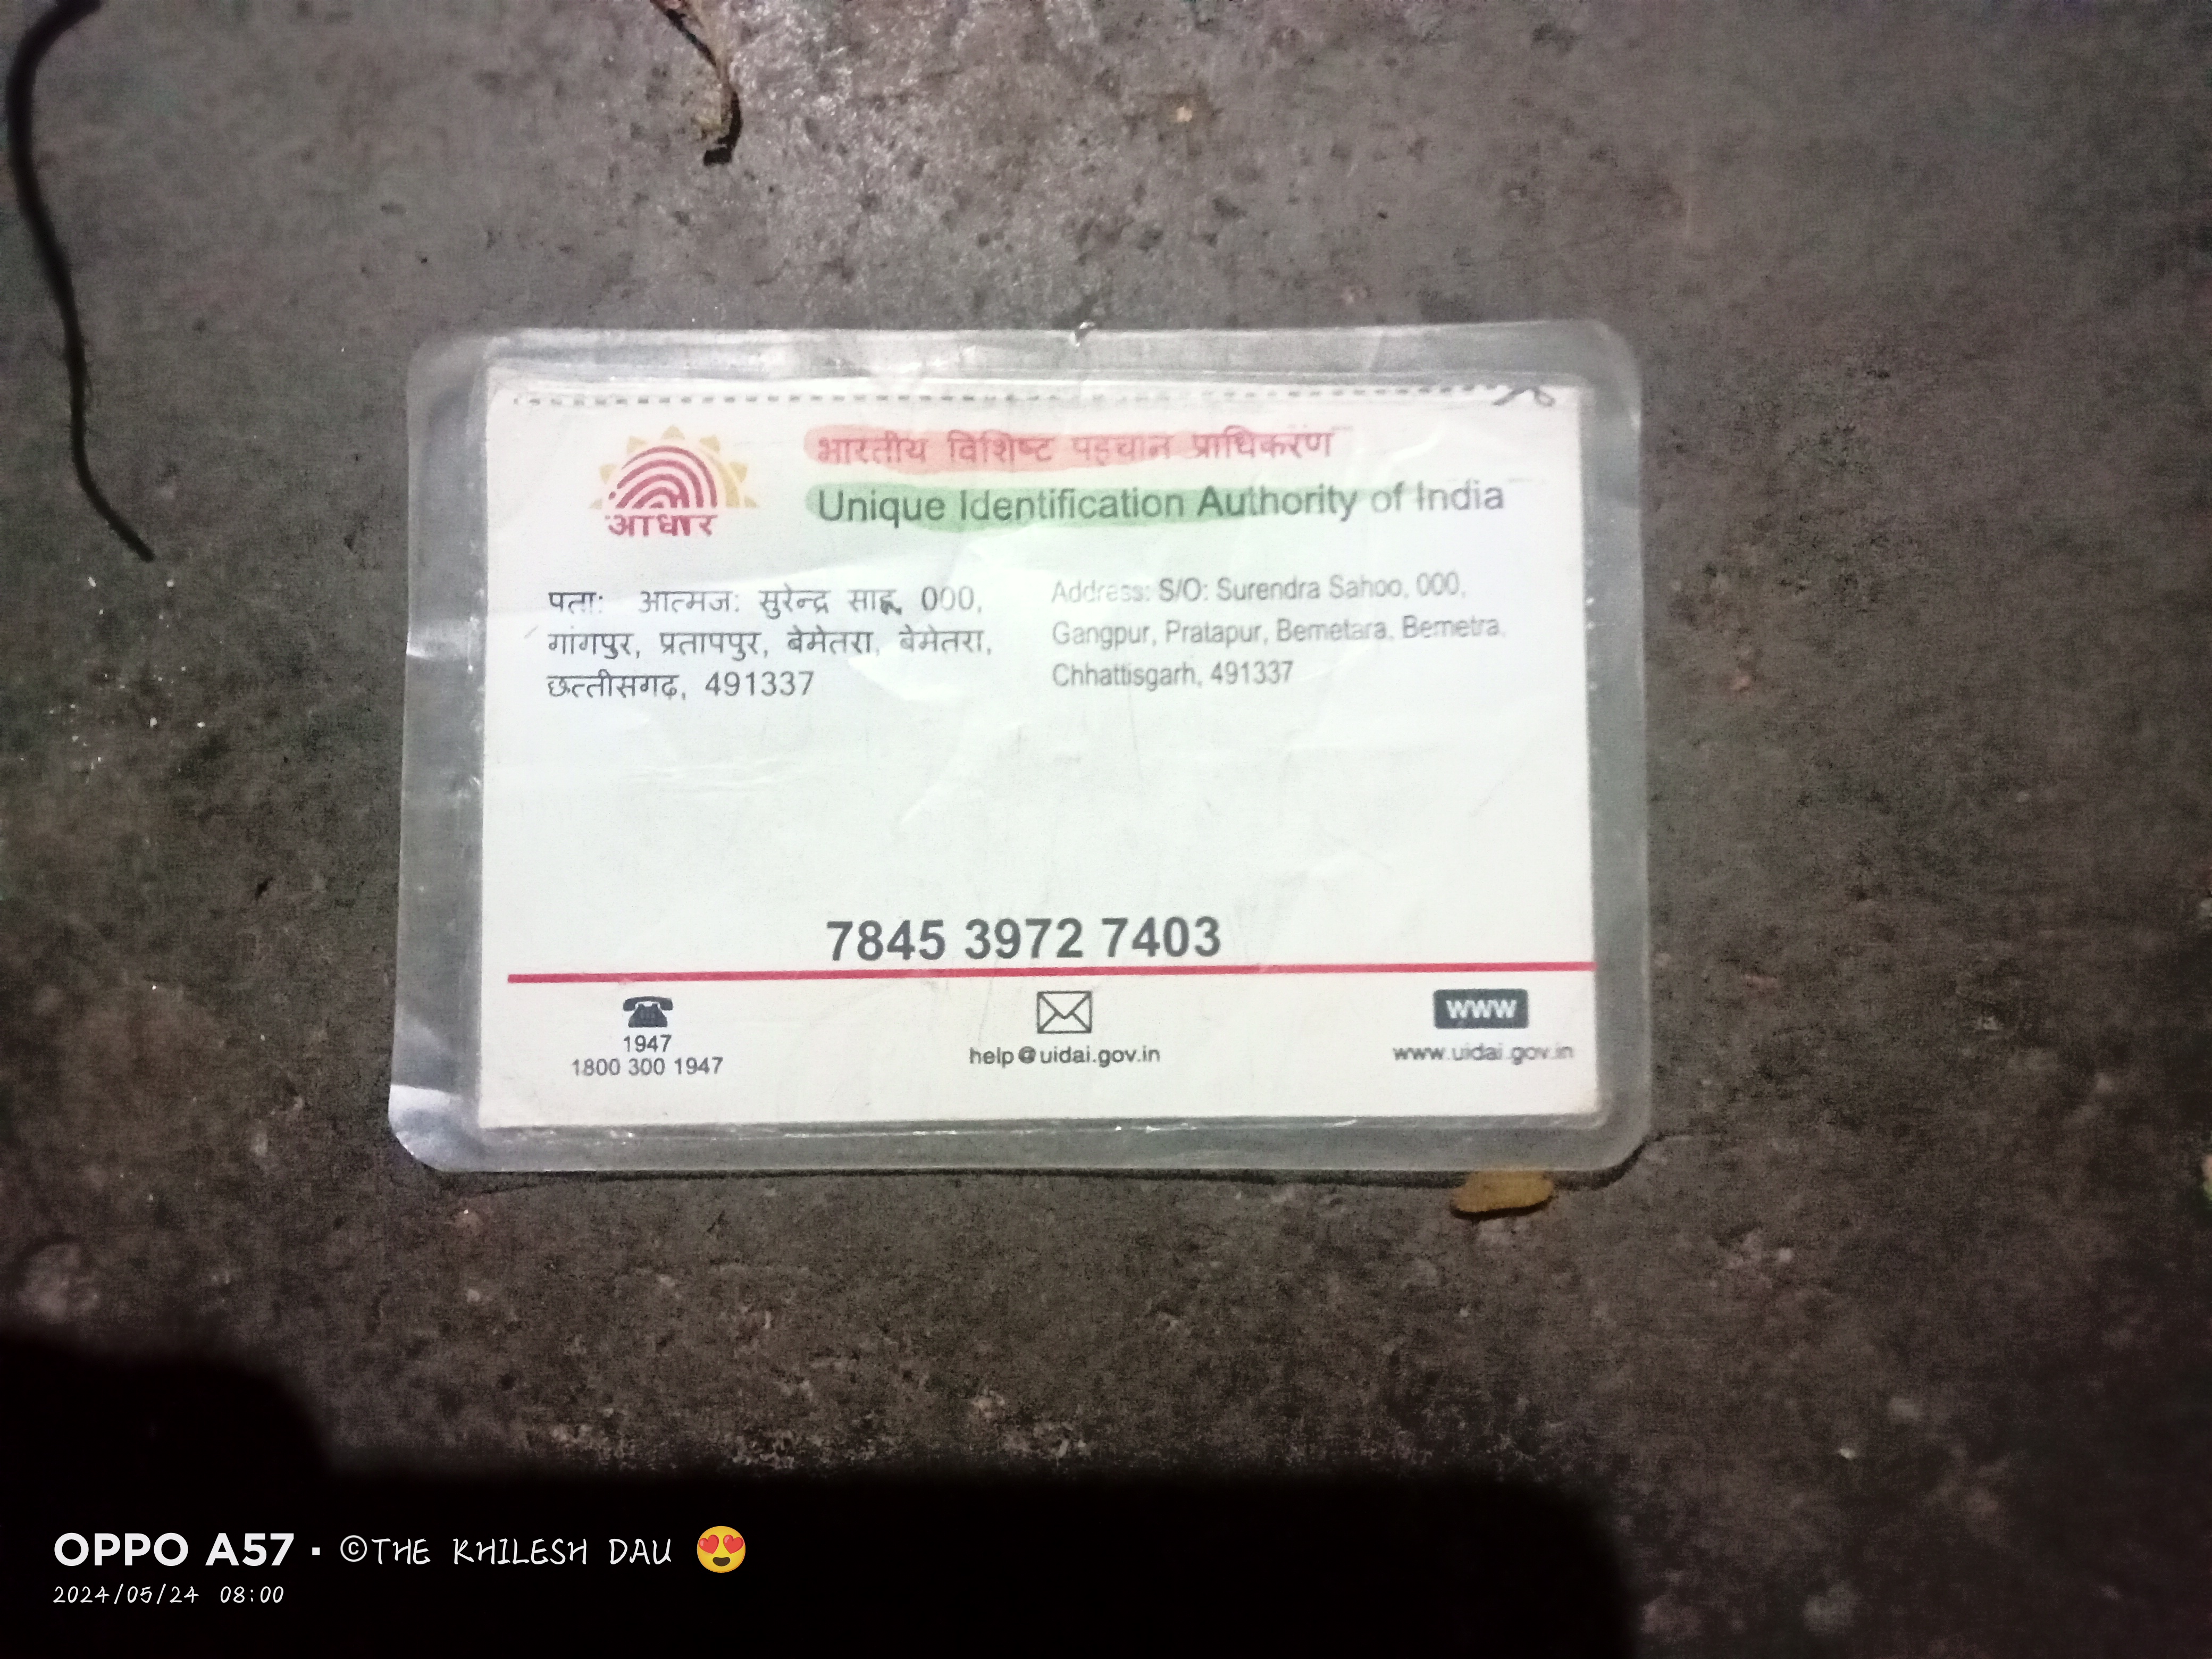 आधार
भारतीय विशिष्ट पहचान प्राधिकरण
Unique Identification Authority of India
पता: आत्मज: सुरेन्द्र साहू, 000,
गांगपुर, प्रतापपुर, बेमेतरा, बेमेतरा,
छत्तीसगढ़, 491337
Address: S/O: Surendra Sahoo, 000,
Gangpur, Pratapur, Bemetara, Bemetra,
Chhattisgarh, 491337
7845 3972 7403
1947
1800 300 1947
help@uidai.gov.in
WWW
www.uidai.gov.in
OPPO A57 · ©THE KHILESH DAU 😍
2024/05/24 08:00